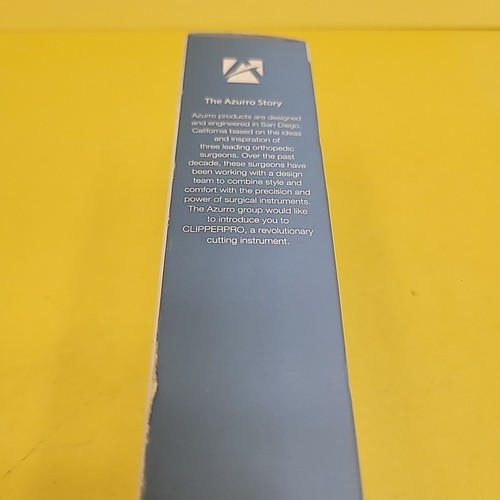 The Azurro Story
Azurro products are designed
and engineered in San Diego,
California based on the ideas
and inspiration of
three leading orthopedic
surgeons. Over the past
decade, these surgeons have
been working with a design
team to combine style and
comfort with the precision and
power of surgical instruments.
The Azurro group would like
to introduce you to
CLIPPERPRO, a revolutionary
cutting instrument.